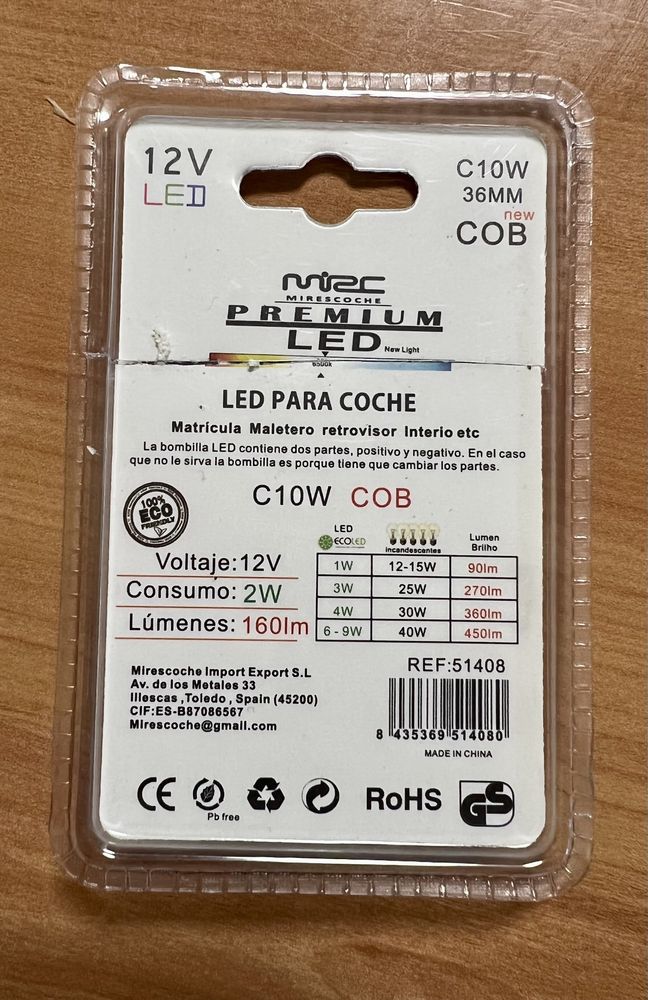 12V
LED
C10W
36MM
new
COB
MIRC
MIRESCOCHE
PREMIUM
LED
New Light
6500k
LED PARA COCHE
Matrícula Maletero retrovisor Interio etc
La bombilla LED contiene dos partes, positivo y negativo. En el caso
que no le sirva la bombilla es porque tiene que cambiar los partes.
C10W COB
100%
ECO
FRIENDLY
Voltaje:12V
Consumo: 2W
Lúmenes: 160lm
LED
ECOLED
incandescentes
Lumen
Brilho
1W 12-15W 90lm
3W 25W 270lm
4W 30W 360lm
6 - 9W 40W 450lm
Mirescoche Import Export S.L
Av. de los Metales 33
Illescas ,Toledo , Spain (45200)
CIF:ES-B87086567
Mirescoche@gmail.com
REF:51408
8 435369 514080
MADE IN CHINA
CE
Pb free
RoHS
GS